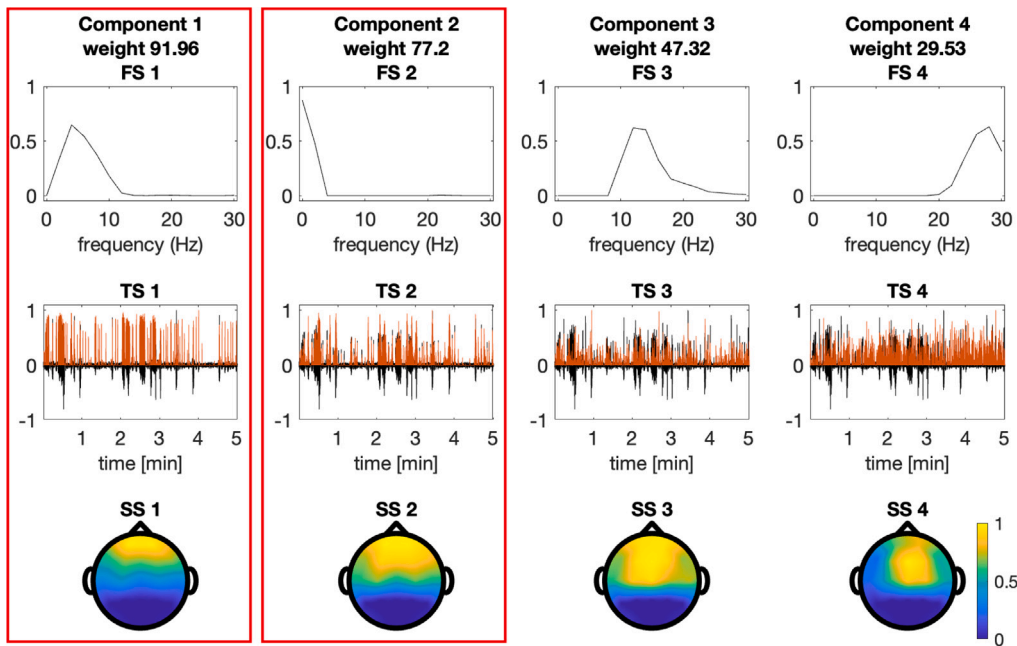 Component 1
weight 91.96
FS 1
1
0.5
0
0 10 20 30
frequency (Hz)
Component 2
weight 77.2
FS 2
1
0.5
0
0 10 20 30
frequency (Hz)
Component 3
weight 47.32
FS 3
1
0.5
0
0 10 20 30
frequency (Hz)
Component 4
weight 29.53
FS 4
1
0.5
0
0 10 20 30
frequency (Hz)
TS 1
1
0
-1
1 2 3 4 5
time [min]
TS 2
1
0
-1
1 2 3 4 5
time [min]
TS 3
1
0
-1
1 2 3 4 5
time [min]
TS 4
1
0
-1
1 2 3 4 5
time [min]
SS 1
SS 2
SS 3
SS 4
1
0.5
0